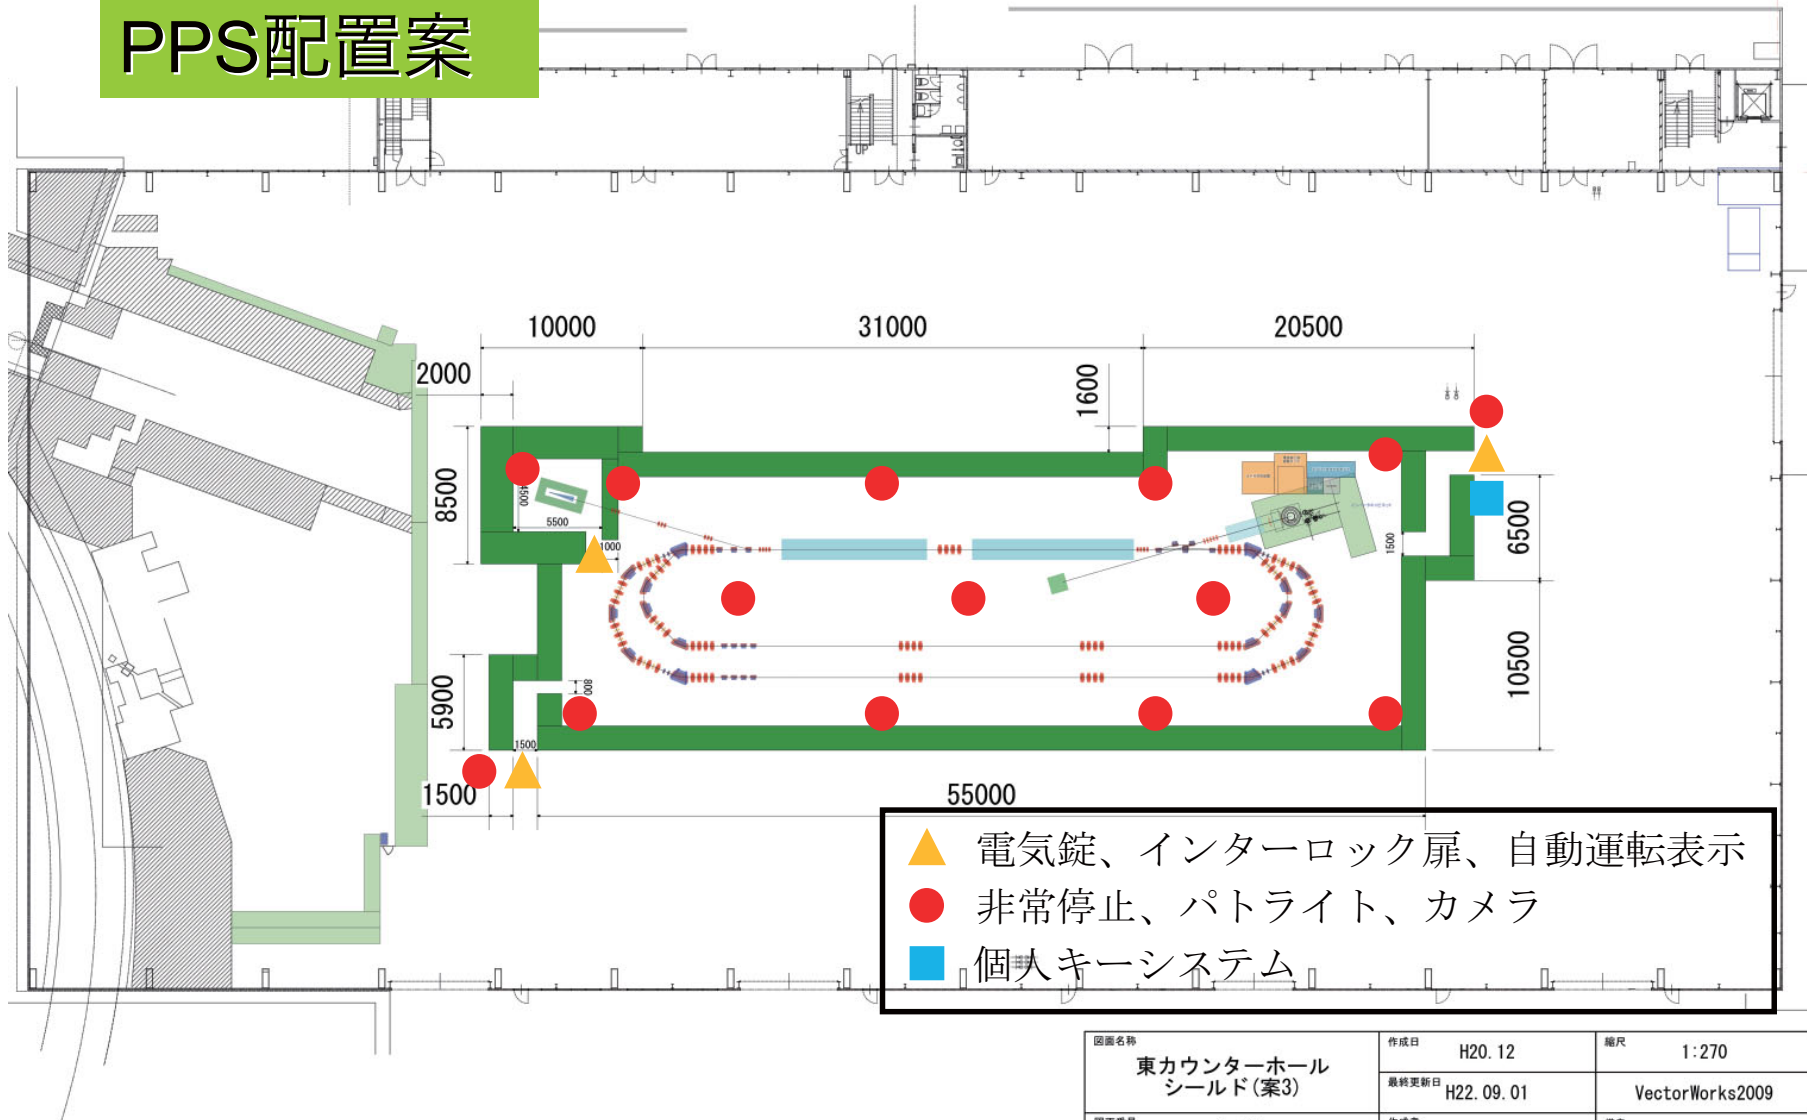 PPS配置案
10000
31000
20500
2000
1600
8500
4500
5500
1000
1500
6500
10500
5900
800
1500
1500
55000
電気錠、インターロック扉、自動運転表示
非常停止、パトライト、カメラ
個人キーシステム
図面名称
東カウンターホール
シールド(案3)
作成日
H20.12
縮尺
1:270
最終更新日
H22.09.01
VectorWorks2009